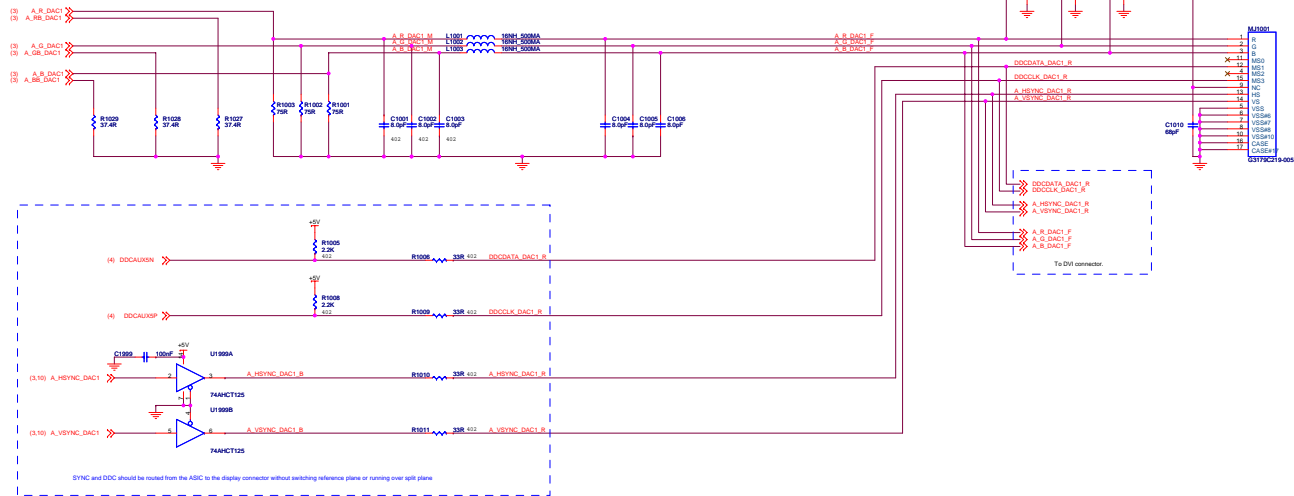 (3) A_R_DAC1
(3) A_RB_DAC1
(3) A_G_DAC1
(3) A_GB_DAC1
(3) A_B_DAC1
(3) A_BB_DAC1
R1029
37.4R
R1028
37.4R
R1027
37.4R
R1003
75R
R1002
75R
R1001
75R
A_R_DAC1_M L1001 16NH_500MA
A_G_DAC1_M L1002 16NH_500MA
A_B_DAC1_M L1003 16NH_500MA
C1001
8.0pF
402
C1002
8.0pF
C1003
8.0pF
402
C1004
8.0pF
C1005
8.0pF
C1006
8.0pF
A_R_DAC1_F
A_G_DAC1_F
A_B_DAC1_F
DDCDATA_DAC1_R
DDCCLK_DAC1_R
A_HSYNC_DAC1_R
A_VSYNC_DAC1_R
C1010
68pF
MJ1001
1 R
2 G
3 B
11 MS0
12 MS1
4 MS2
15 MS3
9 NC
13 HS
14 VS
5 VSS
6 VSS#6
7 VSS#7
8 VSS#8
10 VSS#10
16 CASE
17 CASE#17
G3179C219-005
DDCDATA_DAC1_R
DDCCLK_DAC1_R
A_HSYNC_DAC1_R
A_VSYNC_DAC1_R
A_R_DAC1_F
A_G_DAC1_F
A_B_DAC1_F
To DVI connector.
+5V
R1005
2.2K
402
(4) DDCAUX5N
R1006 33R 402 DDCDATA_DAC1_R
+5V
R1008
2.2K
402
(4) DDCAUX5P
R1009 33R 402 DDCCLK_DAC1_R
+5V
C1999 100nF
14
U1999A
(3,10) A_HSYNC_DAC1
2 3
A_HSYNC_DAC1_B
R1010 33R 402 A_HSYNC_DAC1_R
7 1
74AHCT125
U1999B
4
(3,10) A_VSYNC_DAC1
5 6
A_VSYNC_DAC1_B
R1011 33R 402 A_VSYNC_DAC1_R
74AHCT125
SYNC and DDC should be routed from the ASIC to the display connector without switching reference plane or running over split plane